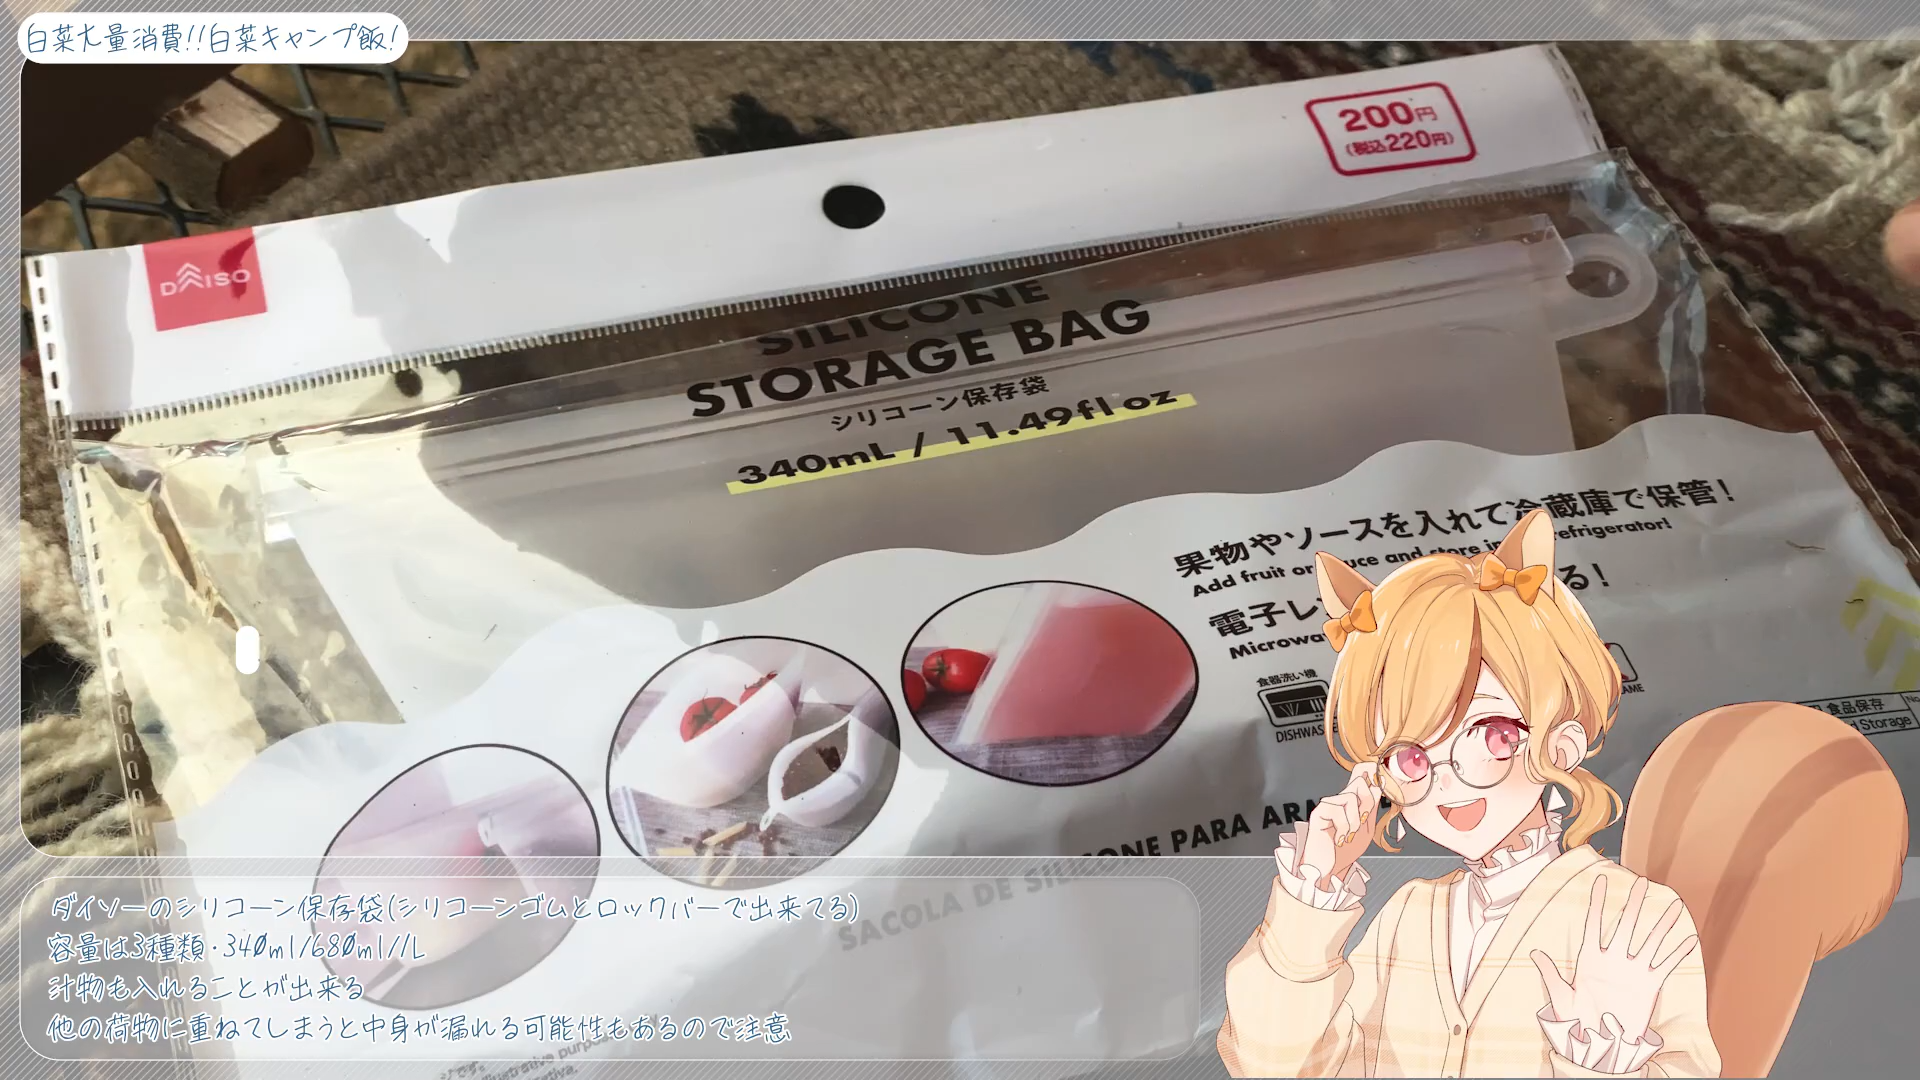 白菜大量消費!!白菜キャンプ飯!
200円
(税込220円)
DAISO
SILICONE
STORAGE BAG
シリコーン保存袋
340mL / 11.49fl oz
果物やソースを入れて冷蔵庫で保管!
Add fruit or
uce and store in
refrigerator!
電子レ
る!
Microwa
食器洗い機
DISHWAS
食品保存
d Storage
SACOLA DE SILICONE PARA
ダイソーのシリコーン保存袋(シリコーンゴムとロックバーで出来てる)
容量は3種類・340ml/680ml/1L
汁物も入れることが出来る
他の荷物に重ねてしまうと中身が漏れる可能性もあるので注意